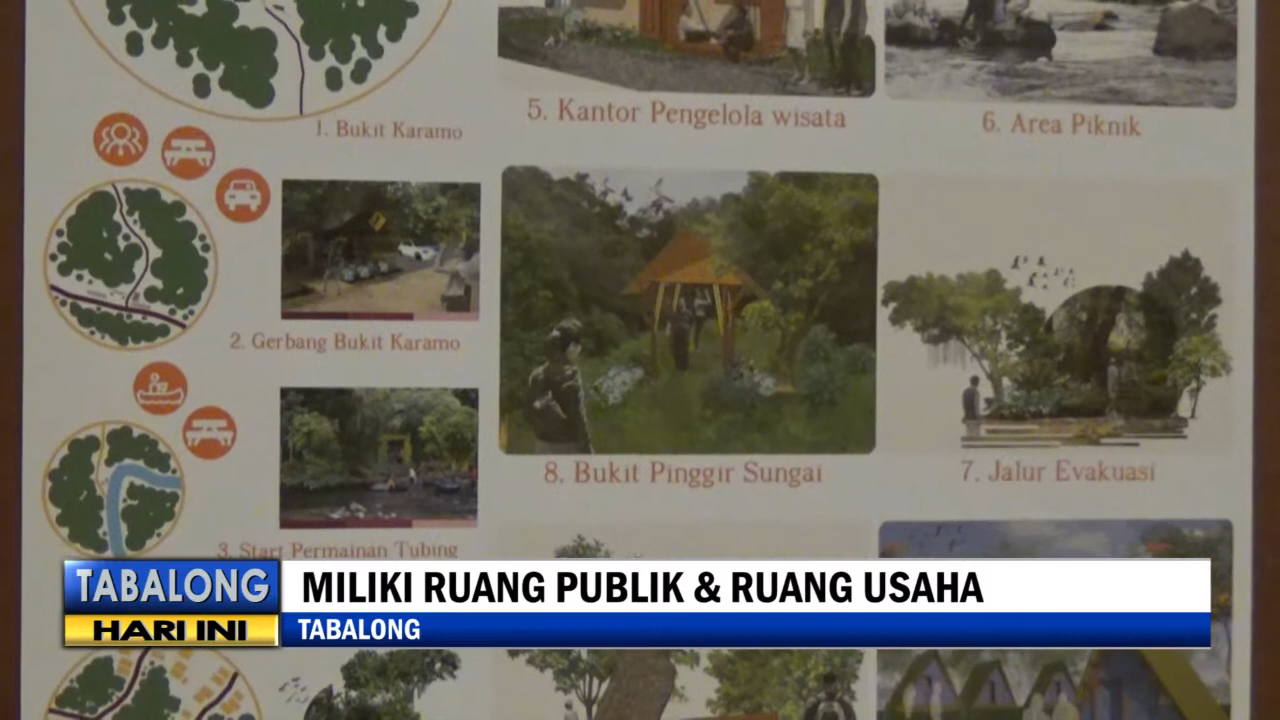 1. Bukit Karamo
5. Kantor Pengelola wisata
6. Area Piknik
2. Gerbang Bukit Karamo
8. Bukit Pinggir Sungai
7. Jalur Evakuasi
3. Start Permainan Tubing
TABALONG
HARI INI
MILIKI RUANG PUBLIK & RUANG USAHA
TABALONG